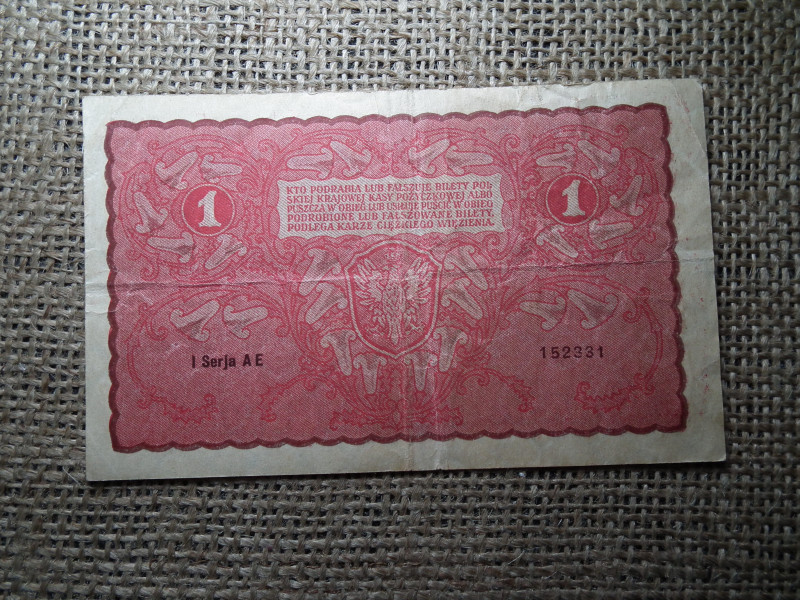 KTO PODRABIA LUB FAŁSZUJE BILETY POL
SKIEJ KRAJOWEJ KASY POŻYCZKOWEJ ALBO
PUSZCZA W OBIEG LUB USIŁUJE PUŚCIĆ W OBIEG
PODROBIONE LUB FAŁSZOWANE BILETY,
PODLEGA KARZE CIĘŻKIEGO WIĘZIENIA.
1
1
I Serja A E
152331